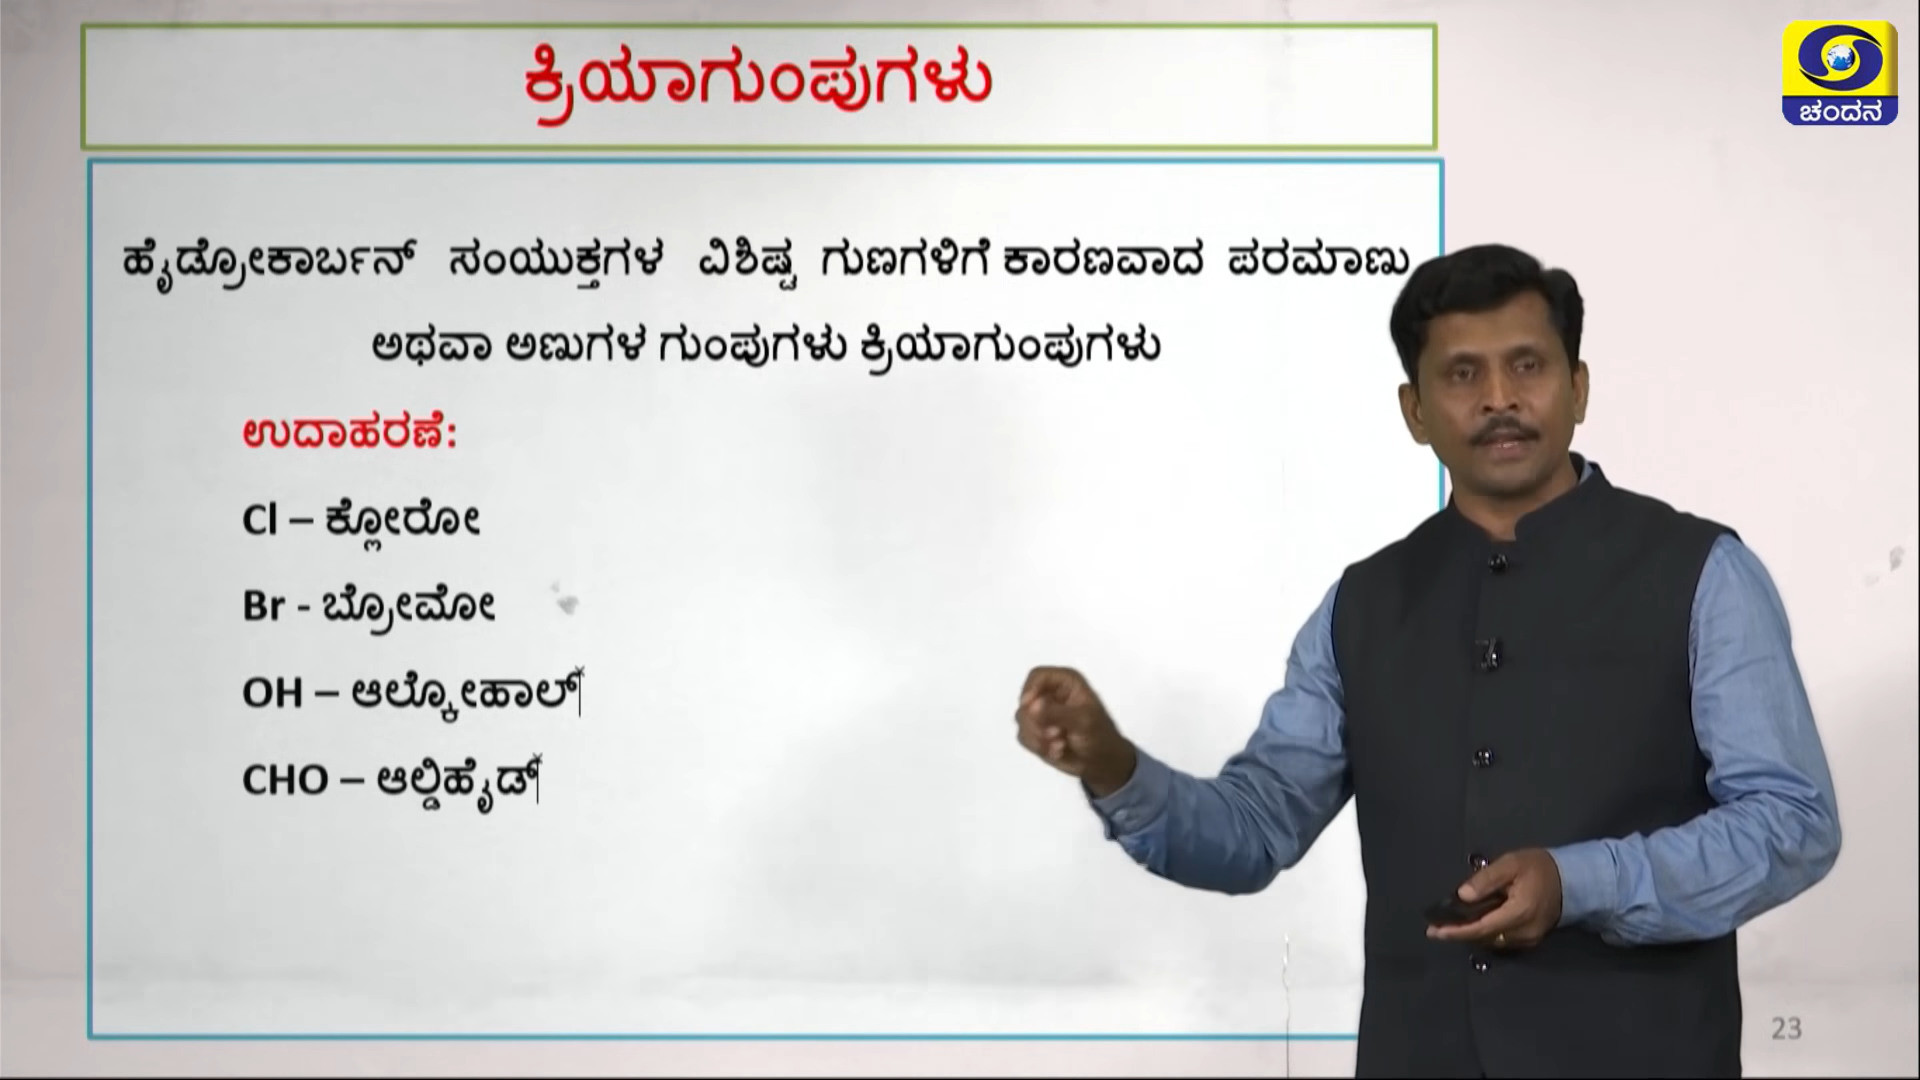 ಕ್ರಿಯಾಗುಂಪುಗಳು
ಚಂದನ
ಹೈಡ್ರೋಕಾರ್ಬನ್ ಸಂಯುಕ್ತಗಳ ವಿಶಿಷ್ಟ ಗುಣಗಳಿಗೆ ಕಾರಣವಾದ ಪರಮಾಣು
ಅಥವಾ ಅಣುಗಳ ಗುಂಪುಗಳು ಕ್ರಿಯಾಗುಂಪುಗಳು
ಉದಾಹರಣೆ:
Cl – ಕ್ಲೋರೋ
Br - ಬ್ರೋಮೋ
OH – ಆಲ್ಕೋಹಾಲ್
CHO – ಆಲ್ಡಿಹೈಡ್
23